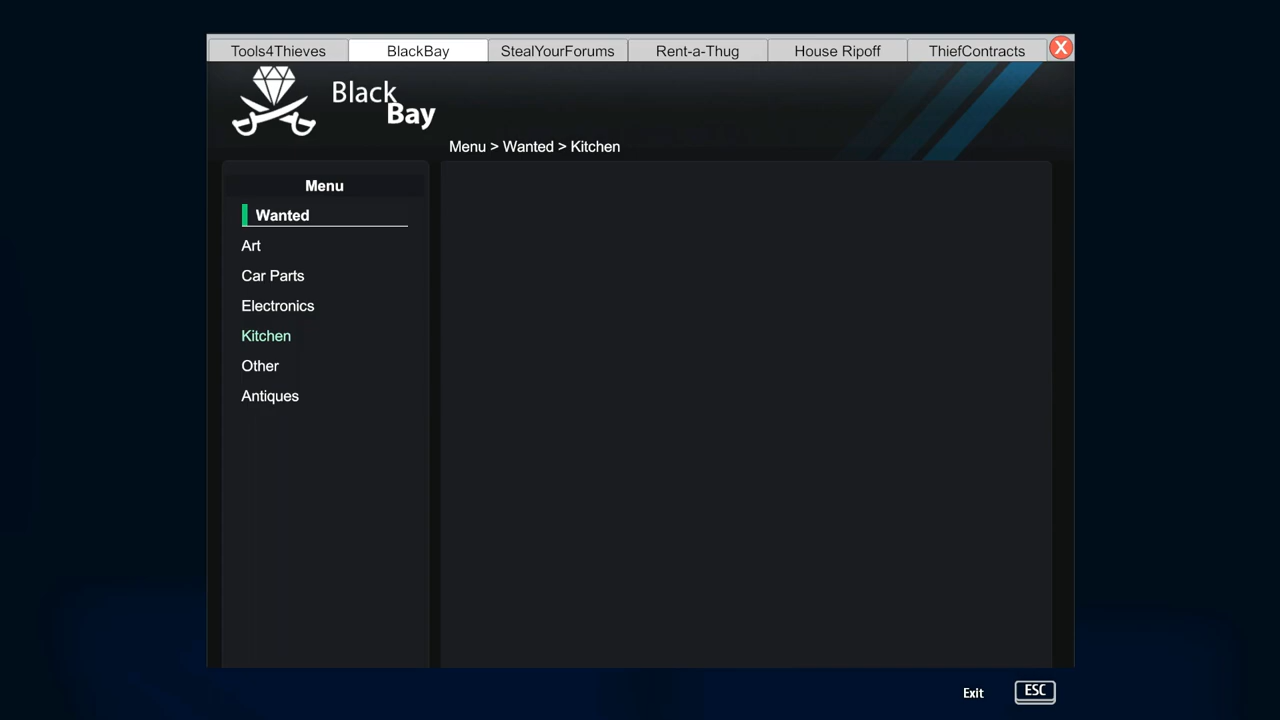 Tools4Thieves
BlackBay
StealYourForums
Rent-a-Thug
House Ripoff
ThiefContracts
X
Black
Bay
Menu > Wanted > Kitchen
Menu
Wanted
Art
Car Parts
Electronics
Kitchen
Other
Antiques
Exit
ESC